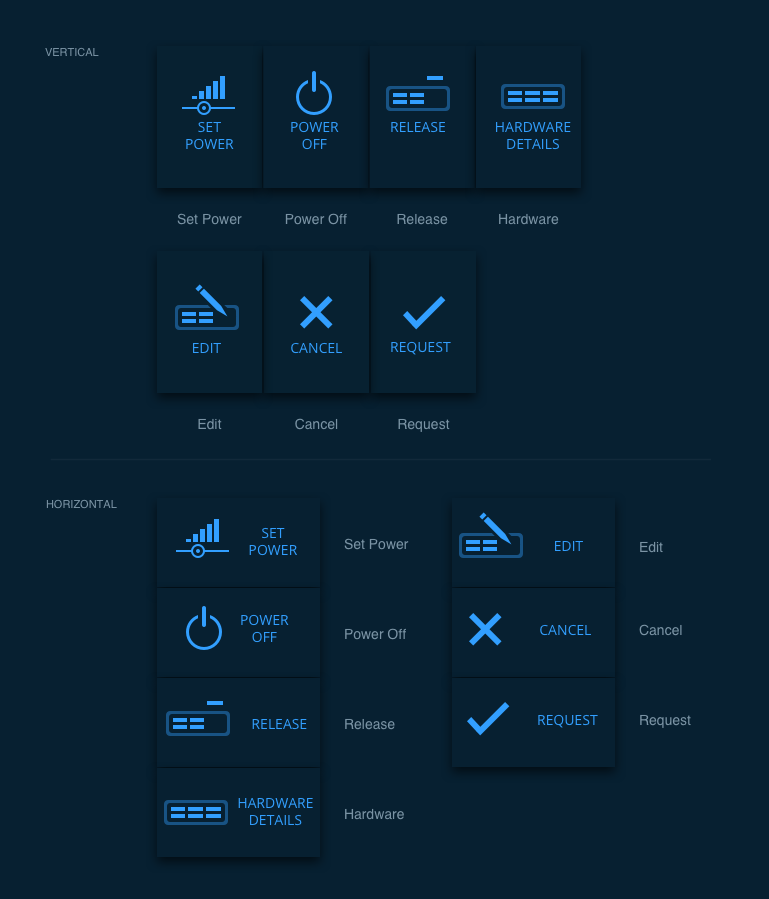 VERTICAL
SET
POWER
POWER
OFF
RELEASE
HARDWARE
DETAILS
Set Power
Power Off
Release
Hardware
EDIT
CANCEL
REQUEST
Edit
Cancel
Request
HORIZONTAL
SET
POWER
Set Power
POWER
OFF
Power Off
RELEASE
Release
HARDWARE
DETAILS
Hardware
EDIT
Edit
CANCEL
Cancel
REQUEST
Request